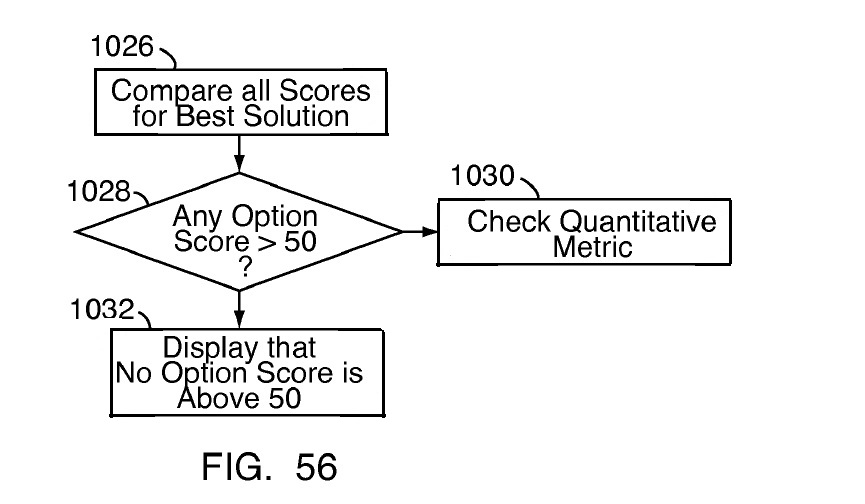 1026
Compare all Scores
for Best Solution
1028
Any Option
Score > 50
?
1030
Check Quantitative
Metric
1032
Display that
No Option Score is
Above 50
FIG. 56